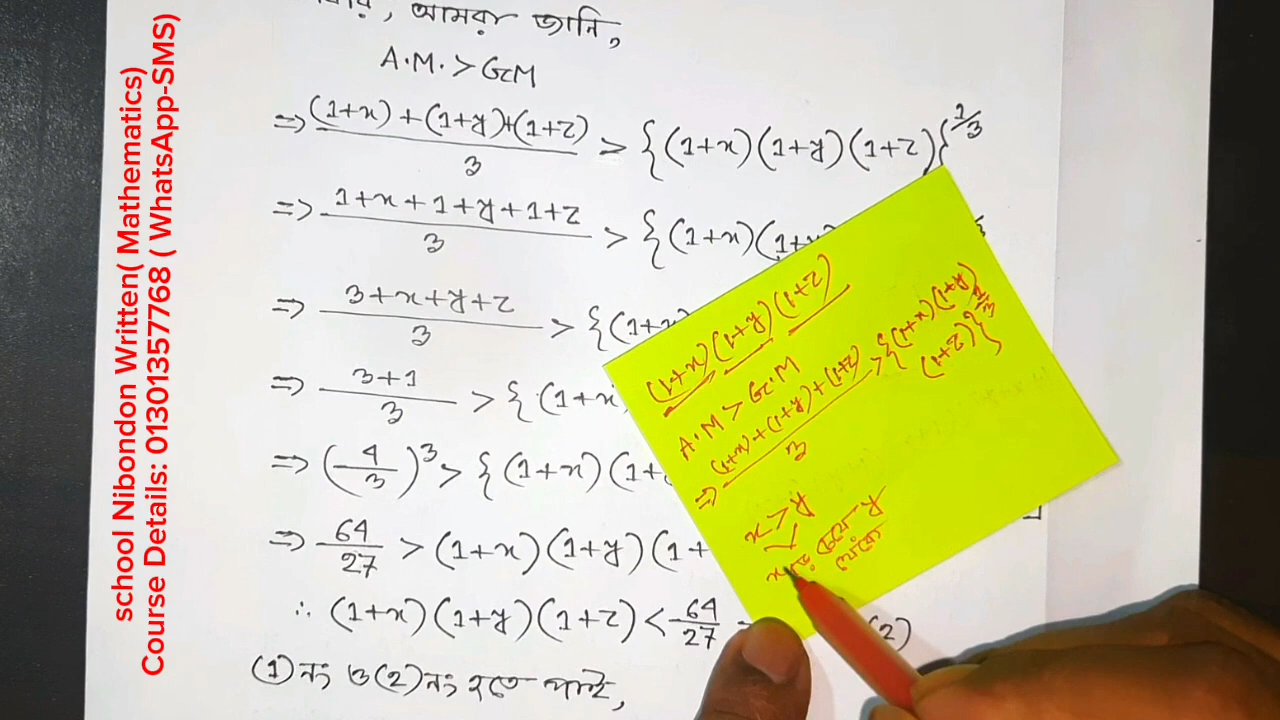 school Nibondon Written( Mathematics)
Course Details: 01301357768 ( WhatsApp-SMS)
আমরা জানি,
A.M. > G.M
=> (1+x) + (1+y)+(1+z) / 3 > {(1+x)(1+y)(1+z)}^1/3
=> 1+x+1+y+1+z / 3 > {(1+x)(1+
=> 3+x+y+z / 3 > {(1+x
=> 3+1 / 3 > {(1+x
=> (4/3)^3 > {(1+x)(1+
=> 64/27 > (1+x)(1+y)(1+
∴ (1+x)(1+y)(1+z) < 64/27 (2)
(1) নং ও (2) নং হতে পাই,
(1+x)(1+y)(1+z)
A.M > G.M
=> (1+x)+(1+y)+(1+z) / 3 > {(1+x)(1+y)(1+z)}^1/3
x > y